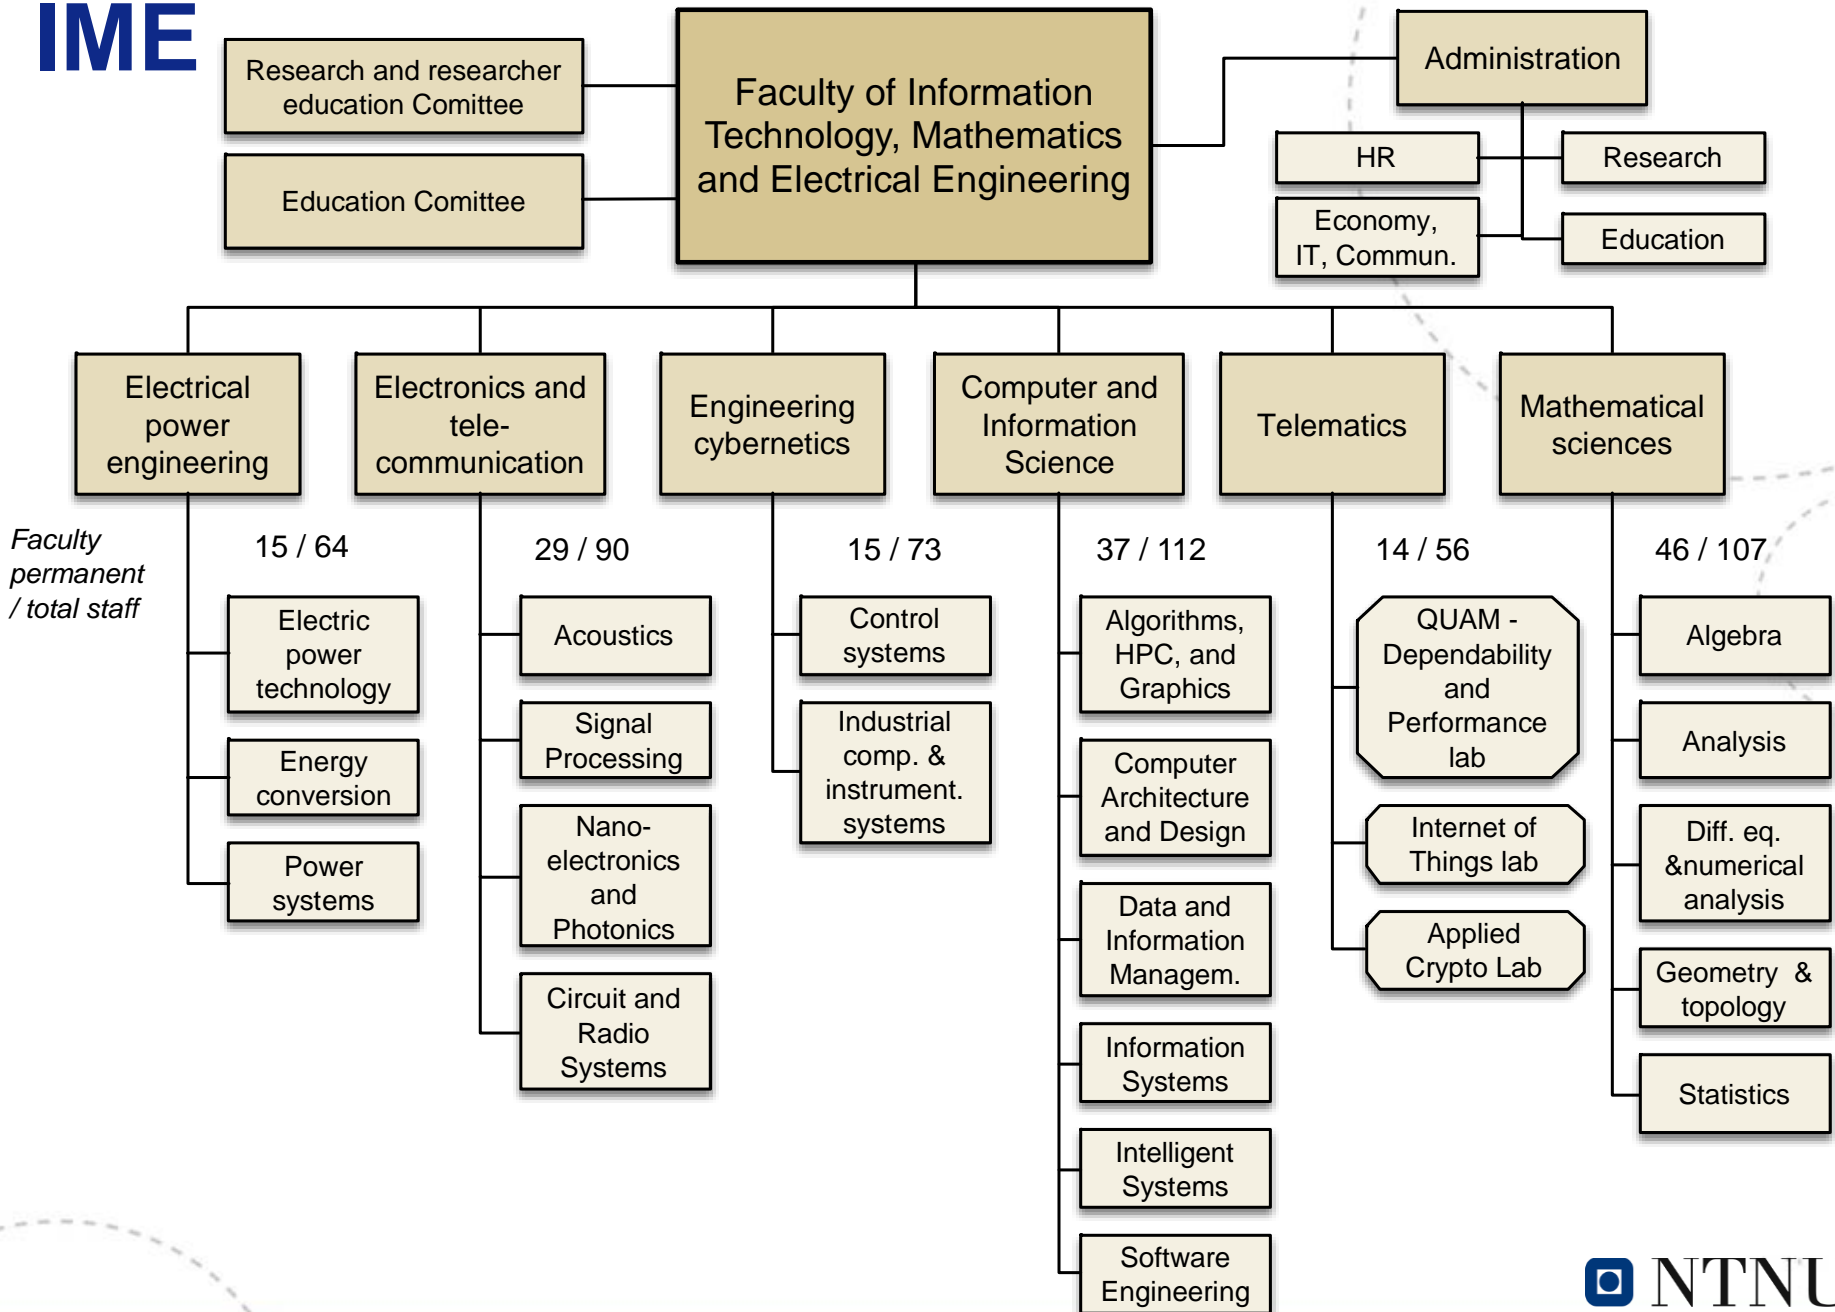 IME
Research and researcher
education Comittee
Education Comittee
Faculty of Information
Technology, Mathematics
and Electrical Engineering
Administration
HR
Research
Economy,
IT, Commun.
Education
Electrical
power
engineering
Electronics and
tele-
communication
Engineering
cybernetics
Computer and
Information
Science
Telematics
Mathematical
sciences
Faculty
permanent
/ total staff
15 / 64
29 / 90
15 / 73
37 / 112
14 / 56
46 / 107
Electric
power
technology
Energy
conversion
Power
systems
Acoustics
Signal
Processing
Nano-
electronics
and
Photonics
Circuit and
Radio
Systems
Control
systems
Industrial
comp. &
instrument.
systems
Algorithms,
HPC, and
Graphics
Computer
Architecture
and Design
Data and
Information
Managem.
Information
Systems
Intelligent
Systems
Software
Engineering
QUAM -
Dependability
and
Performance
lab
Internet of
Things lab
Applied
Crypto Lab
Algebra
Analysis
Diff. eq.
&numerical
analysis
Geometry &
topology
Statistics
NTNU